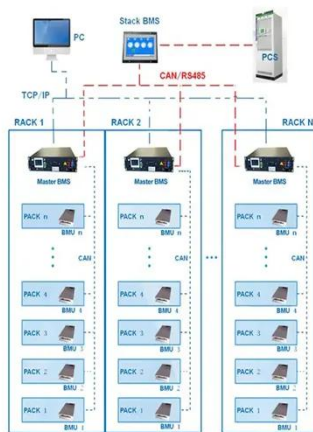 PC
Stack BMS
PCS
CAN/RS485
TCP/IP
RACK 1
RACK 2
RACK N
Master BMS
Master BMS
Master BMS
PACK n
BMU n
PACK n
BMU n
PACK n
BMU n
CAN
CAN
CAN
...
PACK 4
BMU 4
PACK 4
BMU 4
PACK 4
BMU 4
PACK 3
BMU 3
PACK 3
BMU 3
PACK 3
BMU 3
PACK 2
BMU 2
PACK 2
BMU 2
PACK 2
BMU 2
PACK 1
BMU 1
PACK 1
BMU 1
PACK 1
BMU 1